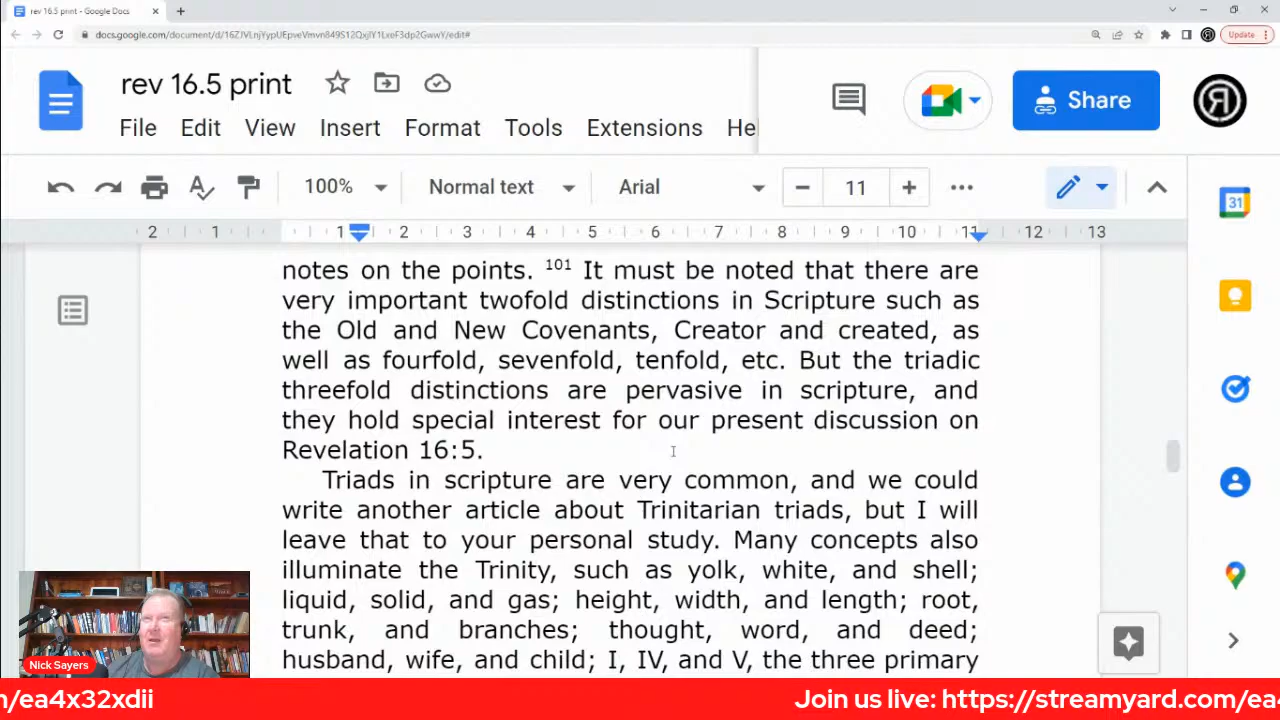 rev 16.5 print - Google Docs
docs.google.com/document/d/16ZJVLnjYypUEpveVmvn849S12QxjlY1LxeF3dp2GwwY/edit#
Update
rev 16.5 print
File Edit View Insert Format Tools Extensions He
Share
100% Normal text Arial 11
2 1 1 2 3 4 5 6 7 8 9 10 11 12 13
31
notes on the points. 101 It must be noted that there are
very important twofold distinctions in Scripture such as
the Old and New Covenants, Creator and created, as
well as fourfold, sevenfold, tenfold, etc. But the triadic
threefold distinctions are pervasive in scripture, and
they hold special interest for our present discussion on
Revelation 16:5.
Triads in scripture are very common, and we could
write another article about Trinitarian triads, but I will
leave that to your personal study. Many concepts also
illuminate the Trinity, such as yolk, white, and shell;
liquid, solid, and gas; height, width, and length; root,
trunk, and branches; thought, word, and deed;
husband, wife, and child; I, IV, and V, the three primary
Nick Sayers
n/ea4x32xdii Join us live: https://streamyard.com/ea4